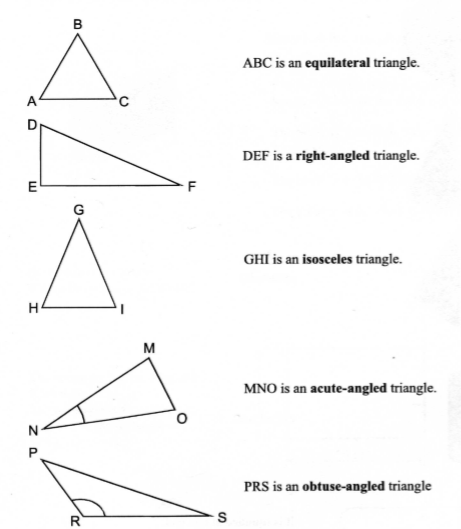 B
ABC is an equilateral triangle.
A
C
D
DEF is a right-angled triangle.
E
F
G
GHI is an isosceles triangle.
H
I
M
MNO is an acute-angled triangle.
N
O
P
PRS is an obtuse-angled triangle
R
S